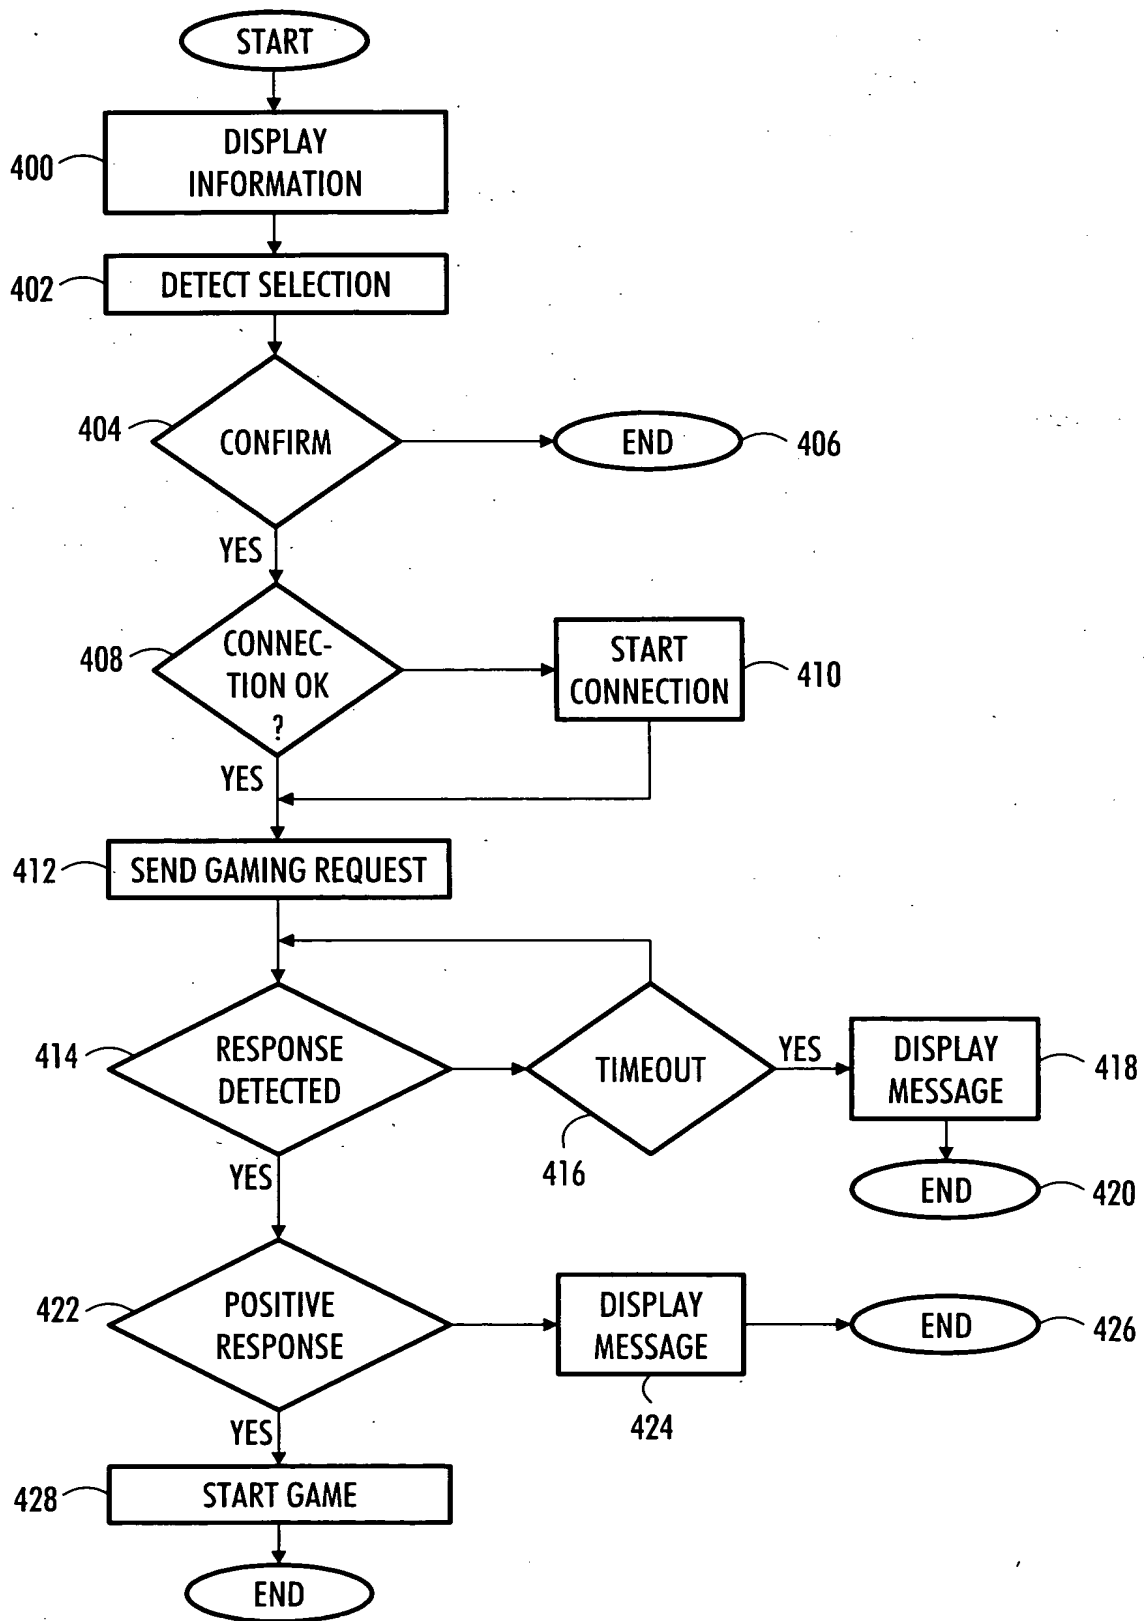 START
400
DISPLAY
INFORMATION
402
DETECT SELECTION
404
CONFIRM
END
406
YES
408
CONNEC-
TION OK
?
START
CONNECTION
410
YES
412
SEND GAMING REQUEST
414
RESPONSE
DETECTED
TIMEOUT
416
YES
DISPLAY
MESSAGE
418
END
420
YES
422
POSITIVE
RESPONSE
DISPLAY
MESSAGE
424
END
426
YES
428
START GAME
END